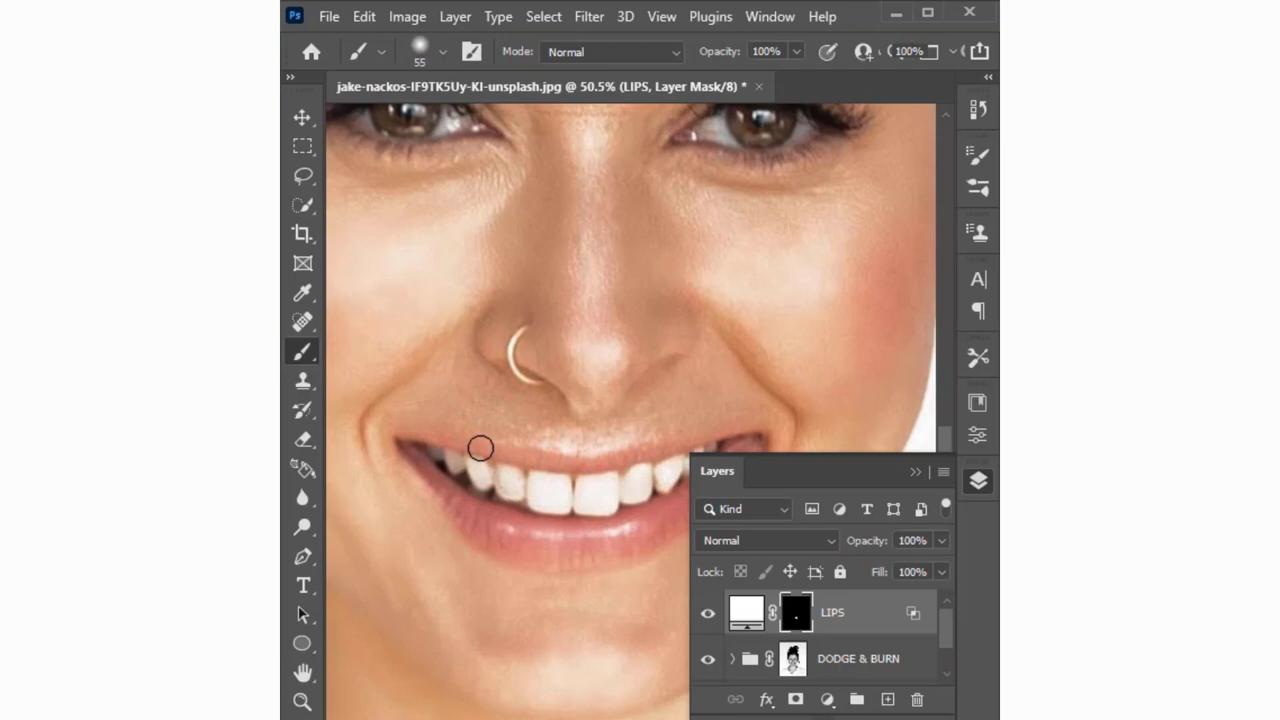 Ps File Edit Image Layer Type Select Filter 3D View Plugins Window Help
55 Mode: Normal Opacity: 100% 100%
jake-nackos-IF9TK5Uy-KI-unsplash.jpg @ 50.5% (LIPS, Layer Mask/8) *
Layers
Kind
Normal Opacity: 100%
Lock: Fill: 100%
LIPS
DODGE & BURN
fx